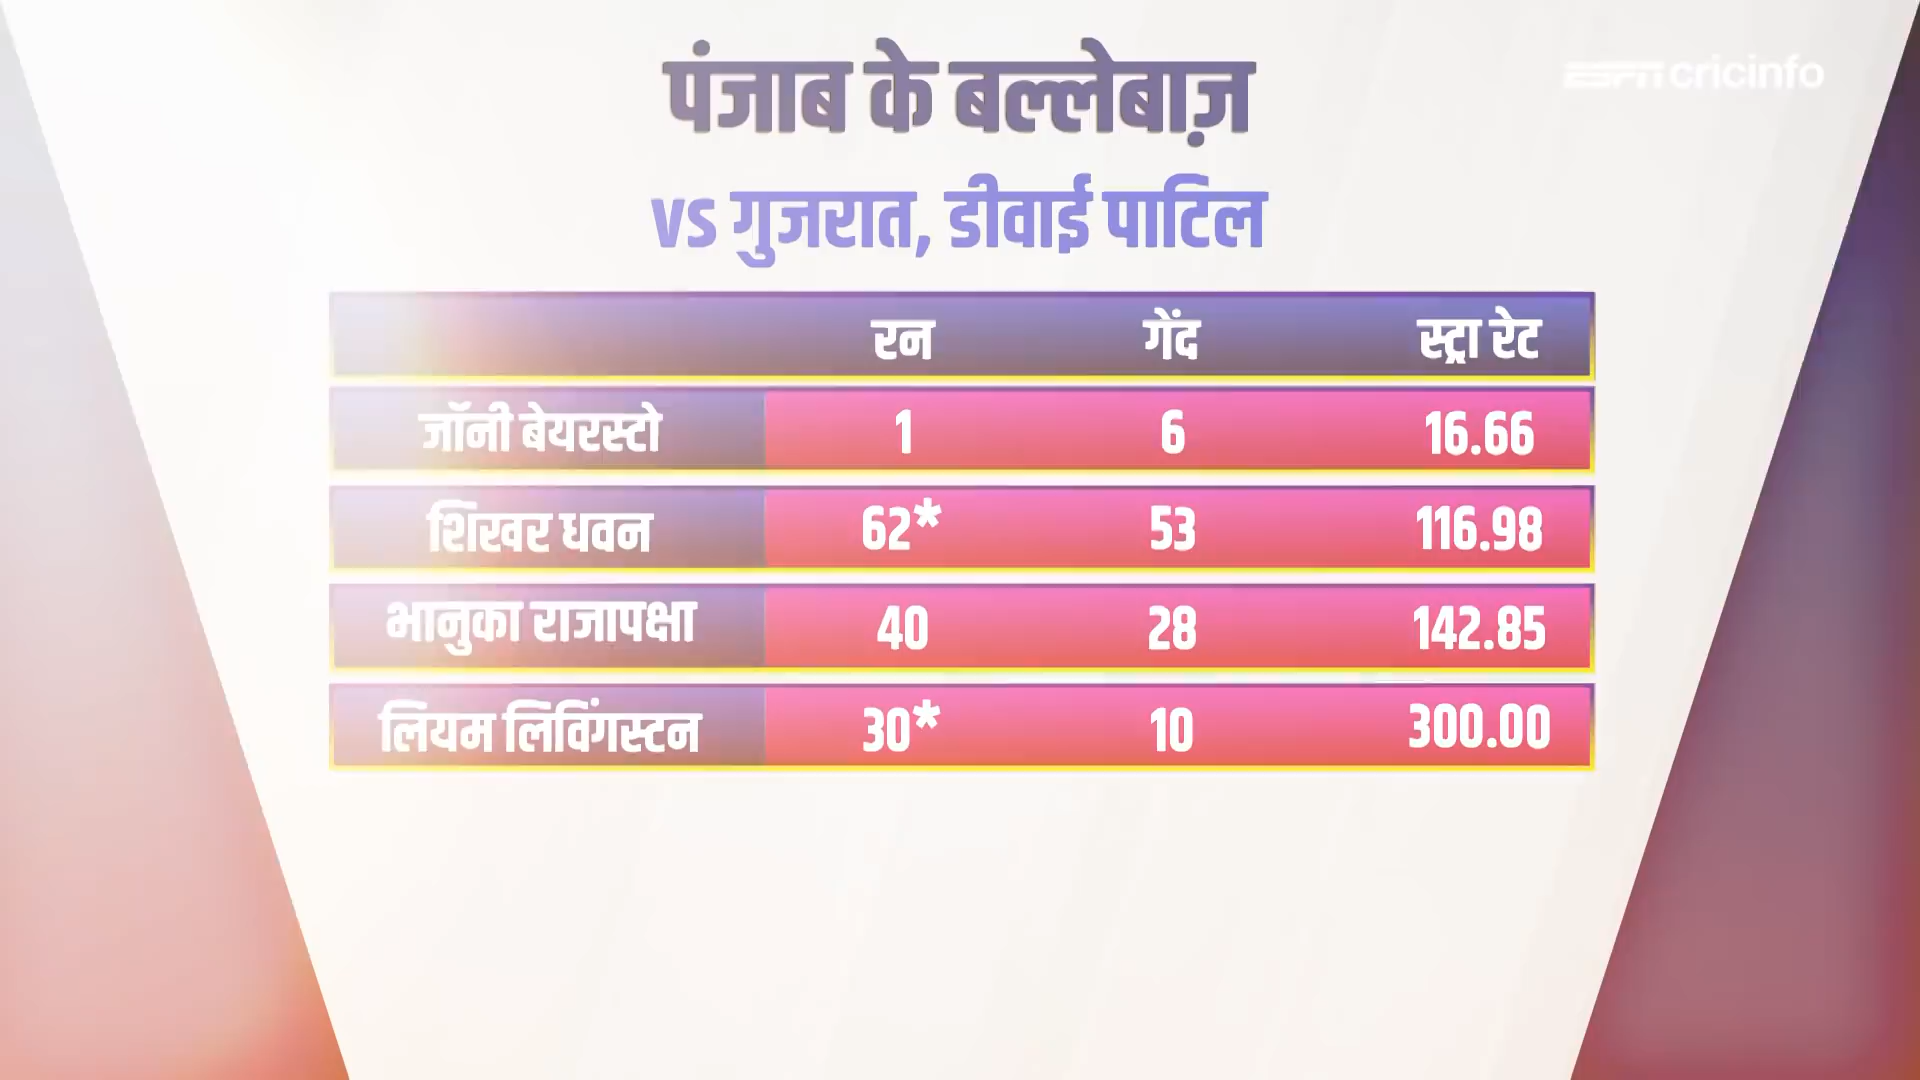 पंजाब के बल्लेबाज़
ESPN cricinfo
vs गुजरात, डीवाई पाटिल
रन गेंद स्ट्रा रेट
जॉनी बेयरस्टो 1 6 16.66
शिखर धवन 62* 53 116.98
भानुका राजापक्षा 40 28 142.85
लियम लिविंगस्टन 30* 10 300.00